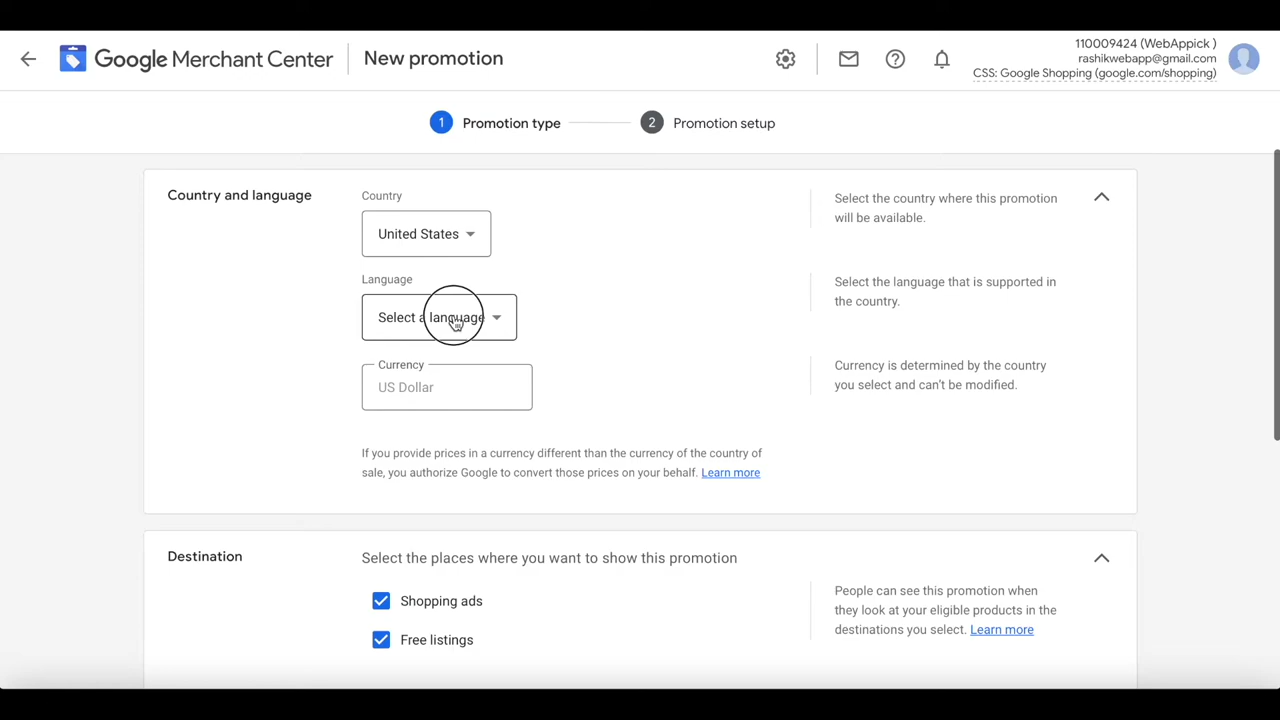 Google Merchant Center
New promotion
110009424 (WebAppick )
rashikwebapp@gmail.com
CSS: Google Shopping (google.com/shopping)
1 Promotion type
2 Promotion setup
Country and language
Country
United States
Select the country where this promotion
will be available.
Language
Select a language
Select the language that is supported in
the country.
Currency
US Dollar
Currency is determined by the country
you select and can't be modified.
If you provide prices in a currency different than the currency of the country of
sale, you authorize Google to convert those prices on your behalf. Learn more
Destination
Select the places where you want to show this promotion
Shopping ads
Free listings
People can see this promotion when
they look at your eligible products in the
destinations you select. Learn more